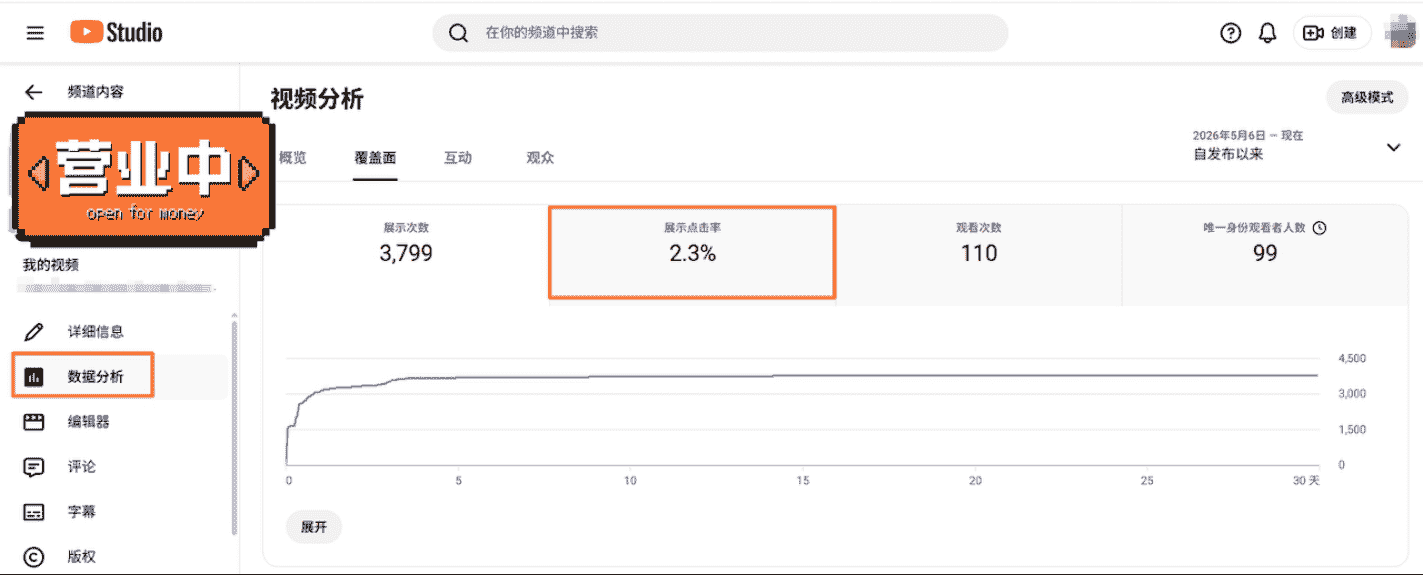 Studio
在你的频道中搜索
创建
频道内容
营业中
open for money
我的视频
详细信息
数据分析
编辑器
评论
字幕
版权
视频分析
高级模式
2026年5月6日 – 现在
自发布以来
概览
覆盖面
互动
观众
展示次数
3,799
展示点击率
2.3%
观看次数
110
唯一身份观看者人数
99
4,500
3,000
1,500
0
0
5
10
15
20
25
30 天
展开